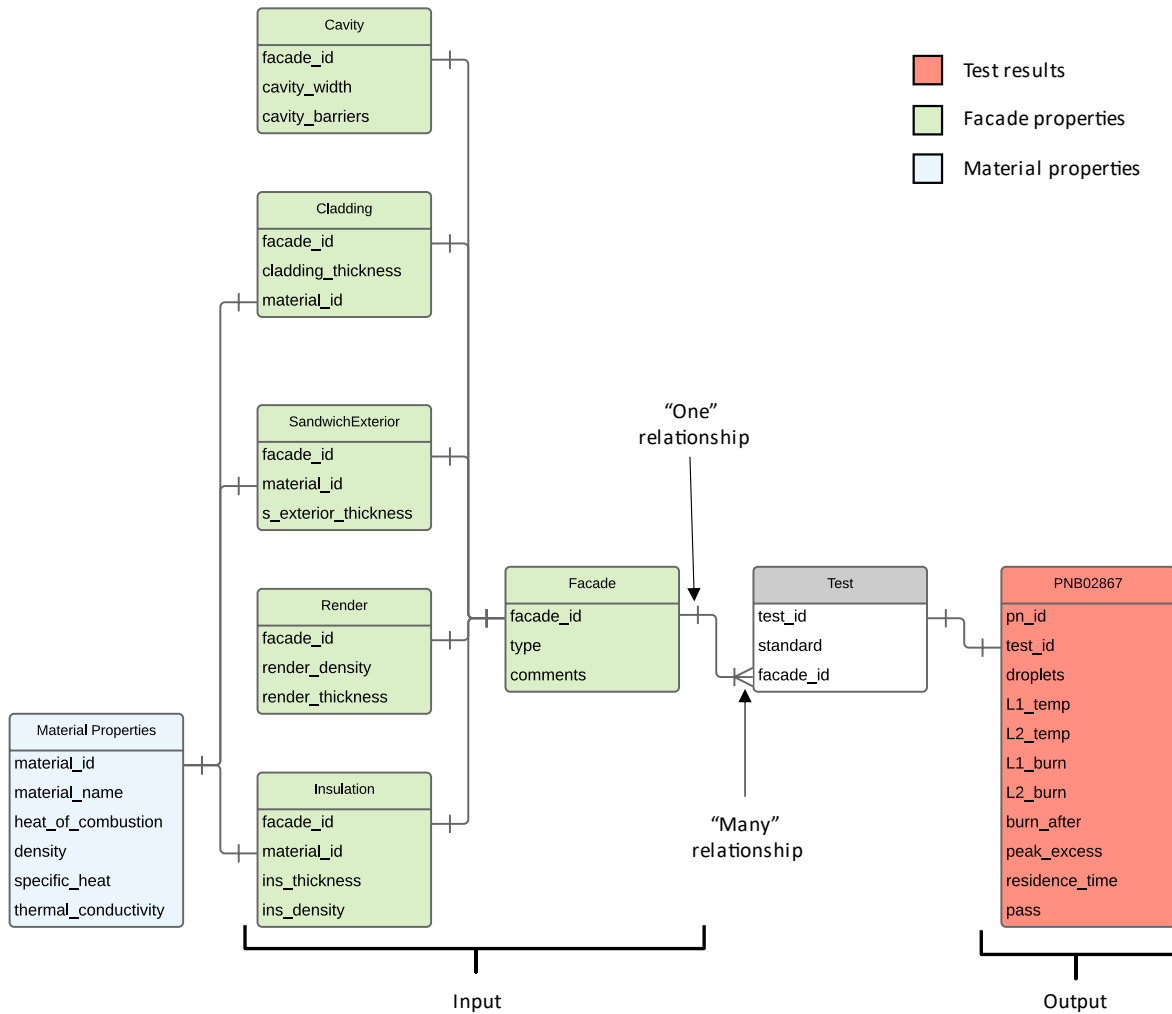 Cavity
facade_id
cavity_width
cavity_barriers
Test results
Facade properties
Material properties
Cladding
facade_id
cladding_thickness
material_id
SandwichExterior
facade_id
material_id
s_exterior_thickness
“One”
relationship
Render
facade_id
render_density
render_thickness
Facade
facade_id
type
comments
Test
test_id
standard
facade_id
PNB02867
pn_id
test_id
droplets
L1_temp
L2_temp
L1_burn
L2_burn
burn_after
peak_excess
residence_time
pass
Material Properties
material_id
material_name
heat_of_combustion
density
specific_heat
thermal_conductivity
Insulation
facade_id
material_id
ins_thickness
ins_density
“Many”
relationship
Input
Output